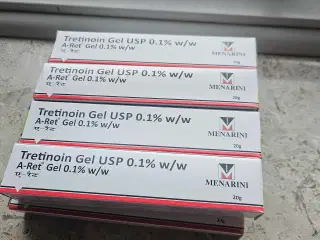 Tretinoin Gel USP 0.1% w/w
A-Ret® Gel 0.1% w/w
ए-रेट
MENARINI
20g
Tretinoin Gel USP 0.1% w/w
A-Ret® Gel 0.1% w/w
ए-रेट
MENARINI
20g
Tretinoin Gel USP 0.1% w/w
A-Ret® Gel 0.1% w/w
ए-रेट
MENARINI
20g
Tretinoin Gel USP 0.1% w/w
A-Ret® Gel 0.1% w/w
ए-रेट
MENARINI
20g